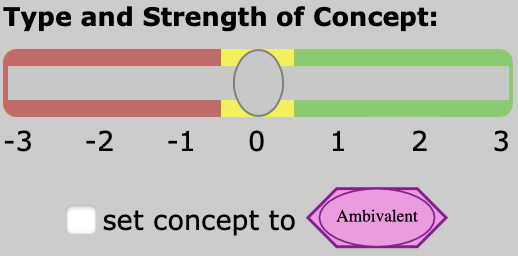 Type and Strength of Concept:
-3 -2 -1 0 1 2 3
set concept to Ambivalent